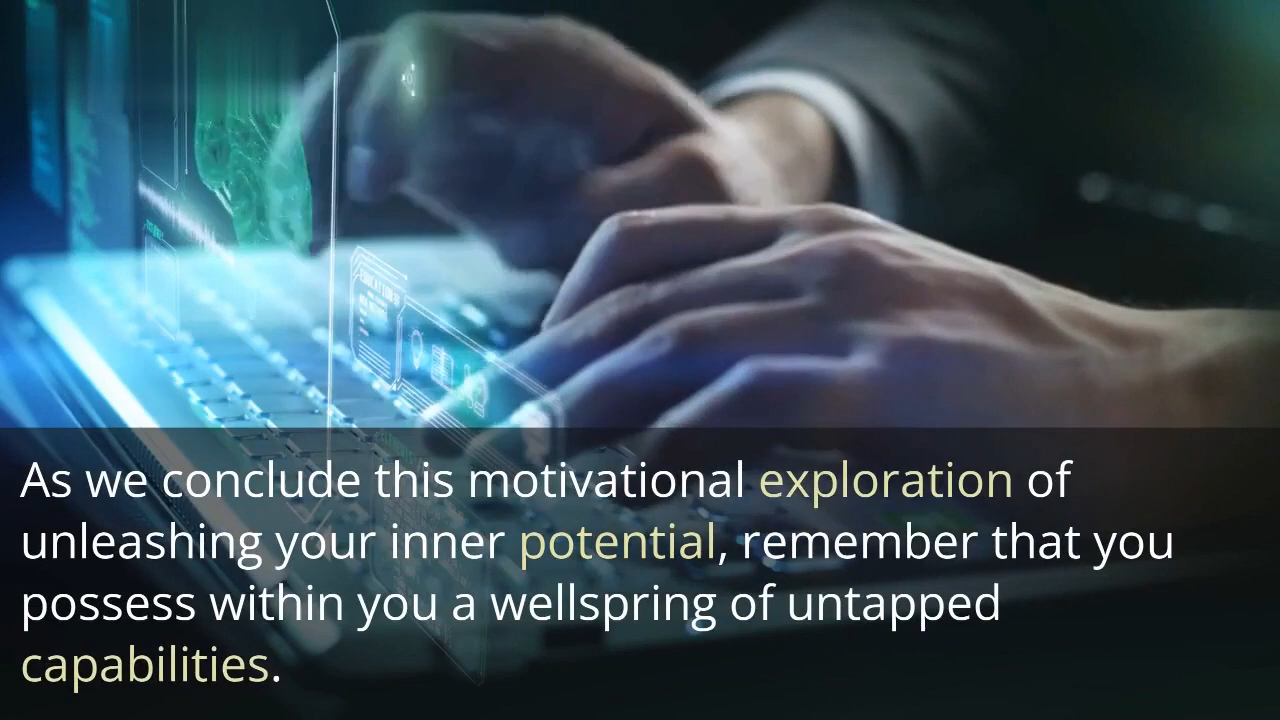 As we conclude this motivational exploration of
unleashing your inner potential, remember that you
possess within you a wellspring of untapped
capabilities.